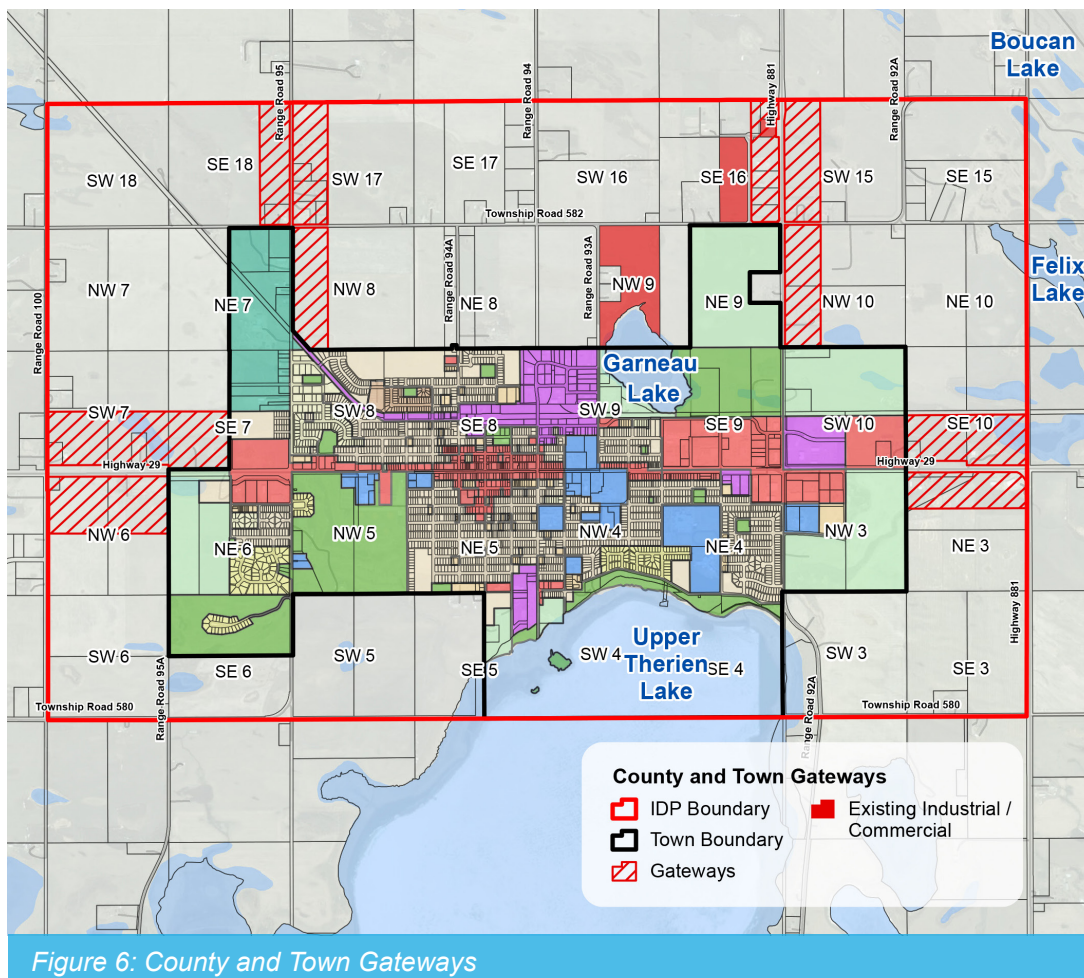 Boucan
Lake
Range Road 95
Range Road 94
Highway 881
Range Road 92A
SW 18
SE 18
SW 17
SE 17
SW 16
SE 16
SW 15
SE 15
Township Road 582
Felix
Lake
Range Road 100
NW 7
NE 7
NW 8
Range Road 94A
NE 8
Range Road 93A
NW 9
NE 9
NW 10
NE 10
Garneau
Lake
SW 7
SE 7
SW 8
SE 8
SW 9
SE 9
SW 10
SE 10
Highway 29
Highway 29
NW 6
NE 6
NW 5
NE 5
NW 4
NE 4
NW 3
NE 3
Highway 881
Upper
Therien
Lake
SW 6
SE 6
SW 5
SE 5
SW 4
SE 4
SW 3
SE 3
Range Road 95A
Range Road 92A
Township Road 580
Township Road 580
County and Town Gateways
IDP Boundary
Town Boundary
Gateways
Existing Industrial /
Commercial
Figure 6: County and Town Gateways